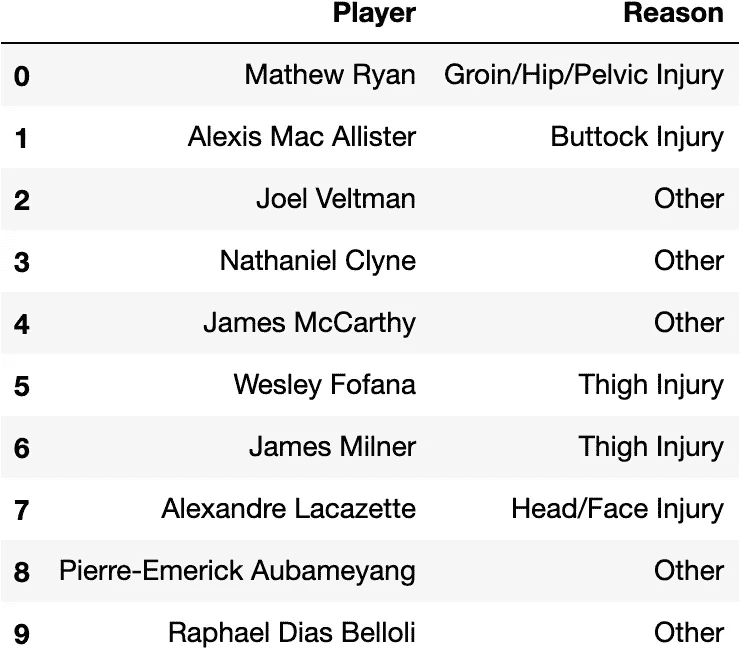 Player Reason
0 Mathew Ryan Groin/Hip/Pelvic Injury
1 Alexis Mac Allister Buttock Injury
2 Joel Veltman Other
3 Nathaniel Clyne Other
4 James McCarthy Other
5 Wesley Fofana Thigh Injury
6 James Milner Thigh Injury
7 Alexandre Lacazette Head/Face Injury
8 Pierre-Emerick Aubameyang Other
9 Raphael Dias Belloli Other